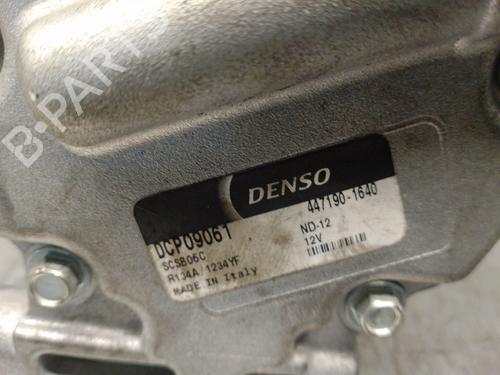 B-PARTS
DENSO
DCP09061 447190-1640
SCSB06C ND-12
R134A/1234YF 12V
MADE IN Italy